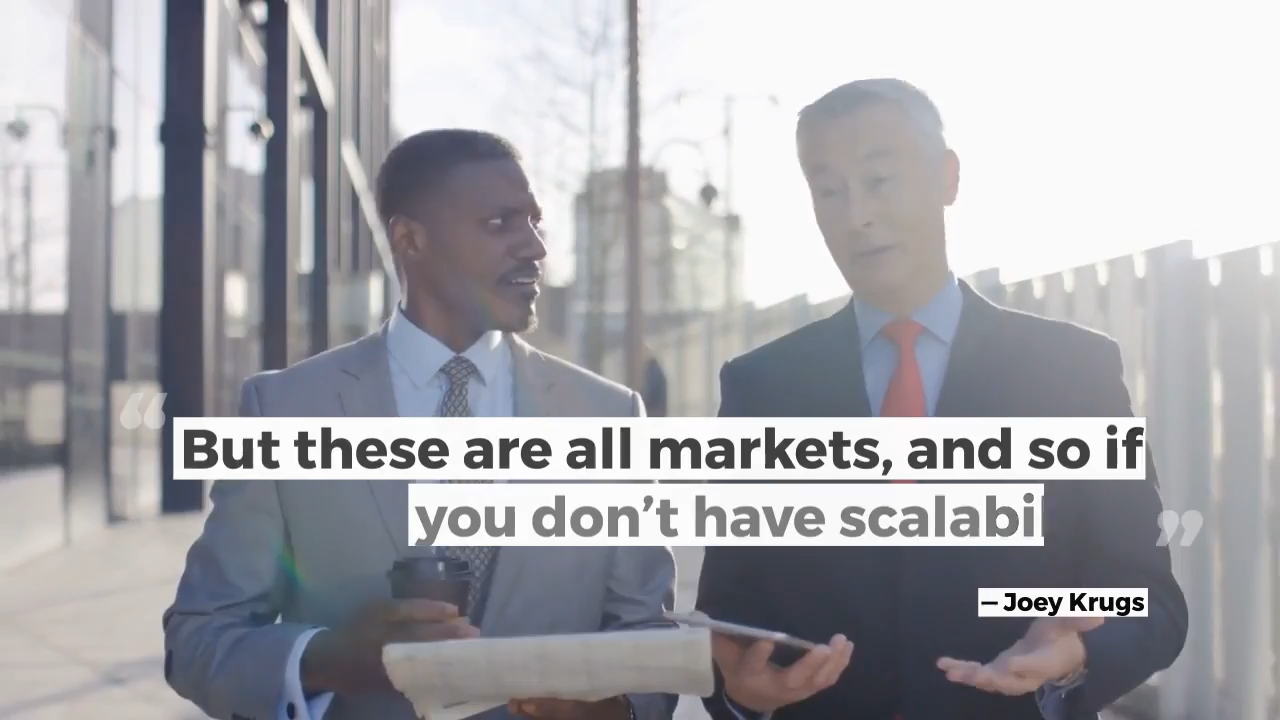 “
But these are all markets, and so if
you don’t have scalabil
”
– Joey Krugs